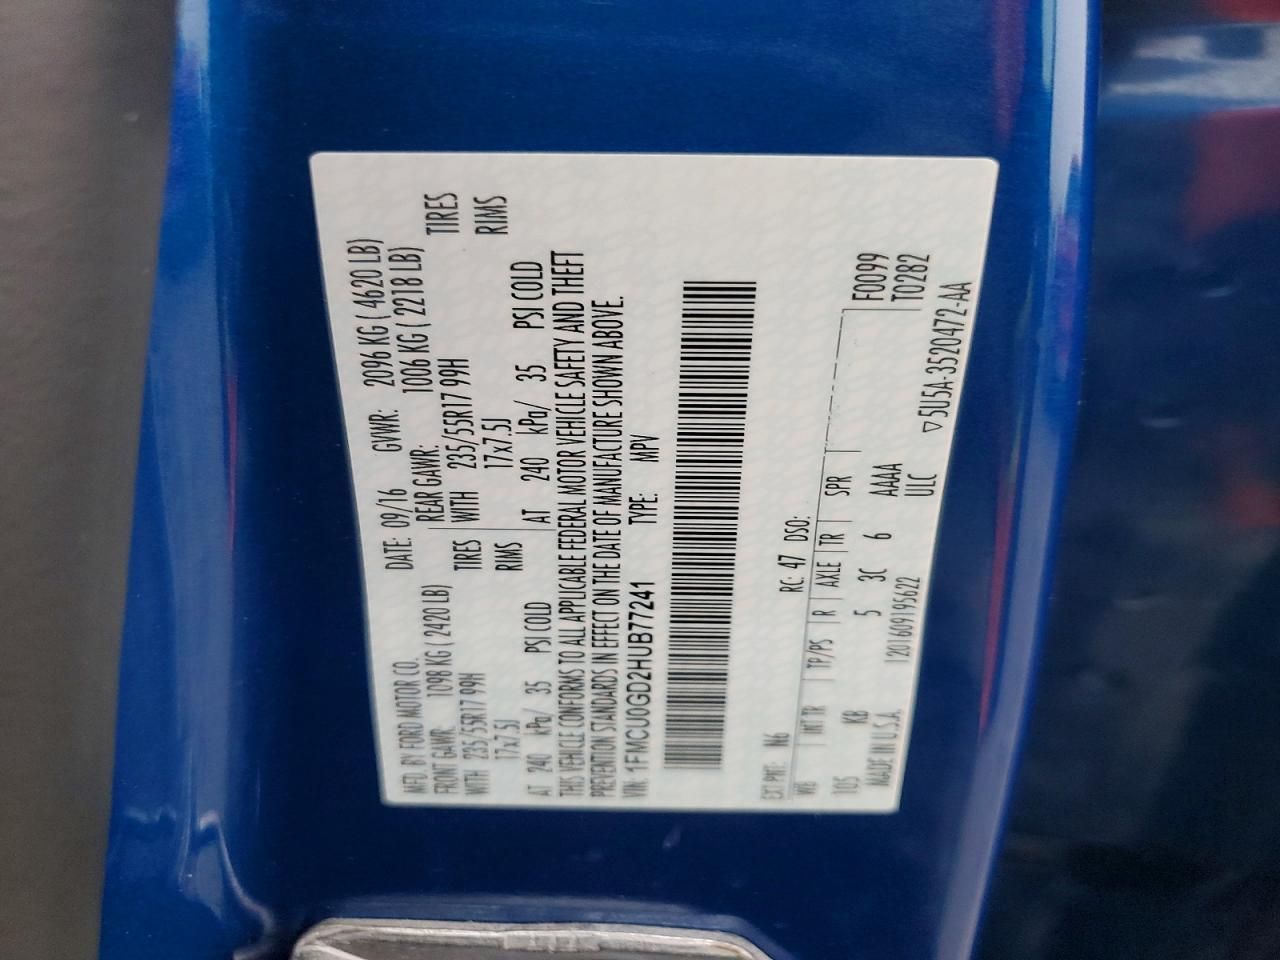 MFD. BY FORD MOTOR CO.
DATE: 09/16 GVWR: 2096 KG ( 4620 LB)
FRONT GAWR: 1098 KG ( 2420 LB) REAR GAWR: 1006 KG ( 2218 LB)
WITH 235/55R17 99H TIRES WITH 235/55R17 99H TIRES
17x7.5J RIMS 17x7.5J RIMS
AT 240 kPa/ 35 PSI COLD AT 240 kPa/ 35 PSI COLD
THIS VEHICLE CONFORMS TO ALL APPLICABLE FEDERAL MOTOR VEHICLE SAFETY AND THEFT
PREVENTION STANDARDS IN EFFECT ON THE DATE OF MANUFACTURE SHOWN ABOVE.
VIN: 1FMCU0GD2HUB77241 TYPE: MPV
EXT PNT: N6 RC: 47 DSO:
WB INT TR TP/PS R AXLE TR SPR
105 KB 5 3C 6 AAAA F0099
MADE IN U.S.A. 1201609195622 ULC T0282
▽5U5A-3520472-AA